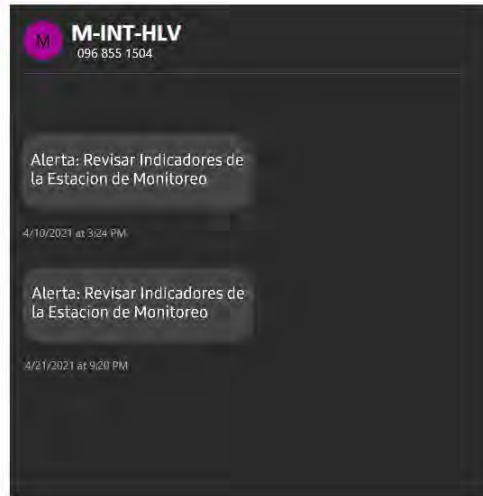 M
M-INT-HLV
096 855 1504
Alerta: Revisar Indicadores de
la Estacion de Monitoreo
4/10/2021 at 3:24 PM
Alerta: Revisar Indicadores de
la Estacion de Monitoreo
4/21/2021 at 9:20 PM